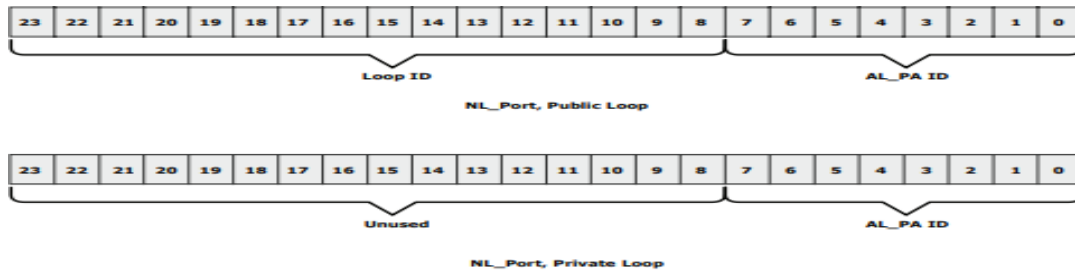 23 22 21 20 19 18 17 16 15 14 13 12 11 10 9 8 7 6 5 4 3 2 1 0
Loop ID AL_PA ID
NL_Port, Public Loop
23 22 21 20 19 18 17 16 15 14 13 12 11 10 9 8 7 6 5 4 3 2 1 0
Unused AL_PA ID
NL_Port, Private Loop